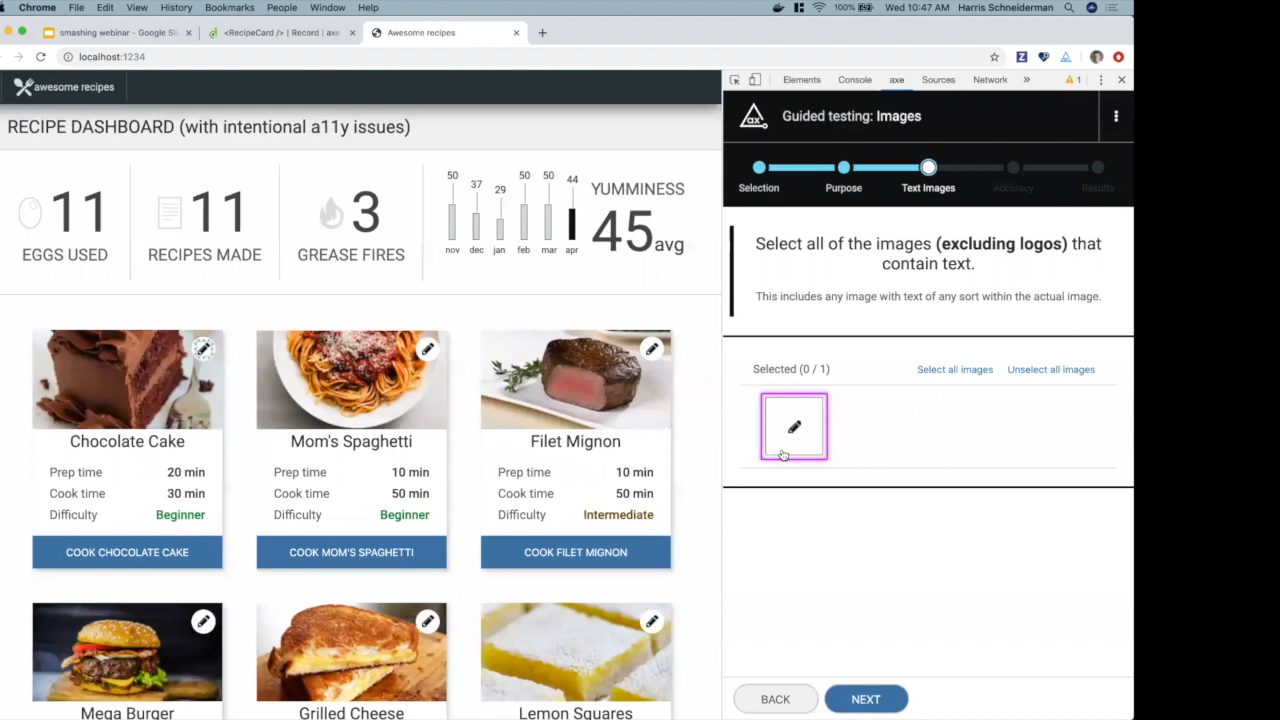 Chrome File Edit View History Bookmarks People Window Help 100% Wed 10:47 AM Harris Schneiderman
smashing webinar - Google Sli
<RecipeCard /> | Record | axe
Awesome recipes
localhost:1234
awesome recipes
Elements Console axe Sources Network 1
Guided testing: Images
RECIPE DASHBOARD (with intentional a11y issues)
Selection Purpose Text Images Accuracy Results
11
EGGS USED
11
RECIPES MADE
3
GREASE FIRES
50 37 29 50 50 44
nov dec jan feb mar apr
YUMMINESS
45avg
Select all of the images (excluding logos) that
contain text.
This includes any image with text of any sort within the actual image.
Selected (0 / 1) Select all images Unselect all images
Chocolate Cake
Prep time 20 min
Cook time 30 min
Difficulty Beginner
COOK CHOCOLATE CAKE
Mom's Spaghetti
Prep time 10 min
Cook time 50 min
Difficulty Beginner
COOK MOM'S SPAGHETTI
Filet Mignon
Prep time 10 min
Cook time 50 min
Difficulty Intermediate
COOK FILET MIGNON
Mega Burger
Grilled Cheese
Lemon Squares
BACK NEXT